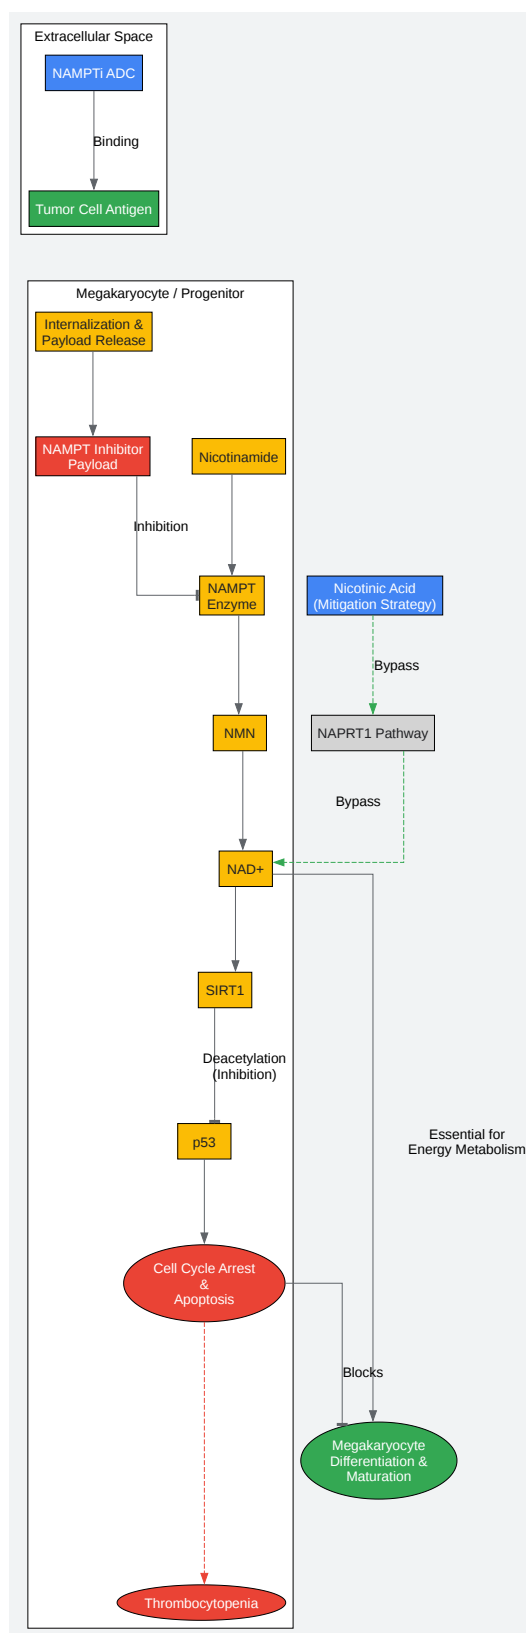 Extracellular Space
NAMPTi ADC
Binding
Tumor Cell Antigen
Megakaryocyte / Progenitor
Internalization &
Payload Release
NAMPT Inhibitor
Payload
Nicotinamide
Inhibition
NAMPT
Enzyme
Nicotinic Acid
(Mitigation Strategy)
Bypass
NMN
NAPRT1 Pathway
Bypass
NAD+
SIRT1
Deacetylation
(Inhibition)
Essential for
Energy Metabolism
p53
Cell Cycle Arrest
&
Apoptosis
Blocks
Megakaryocyte
Differentiation &
Maturation
Thrombocytopenia